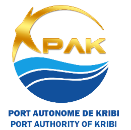 PAK
PORT AUTONOME DE KRIBI
PORT AUTHORITY OF KRIBI